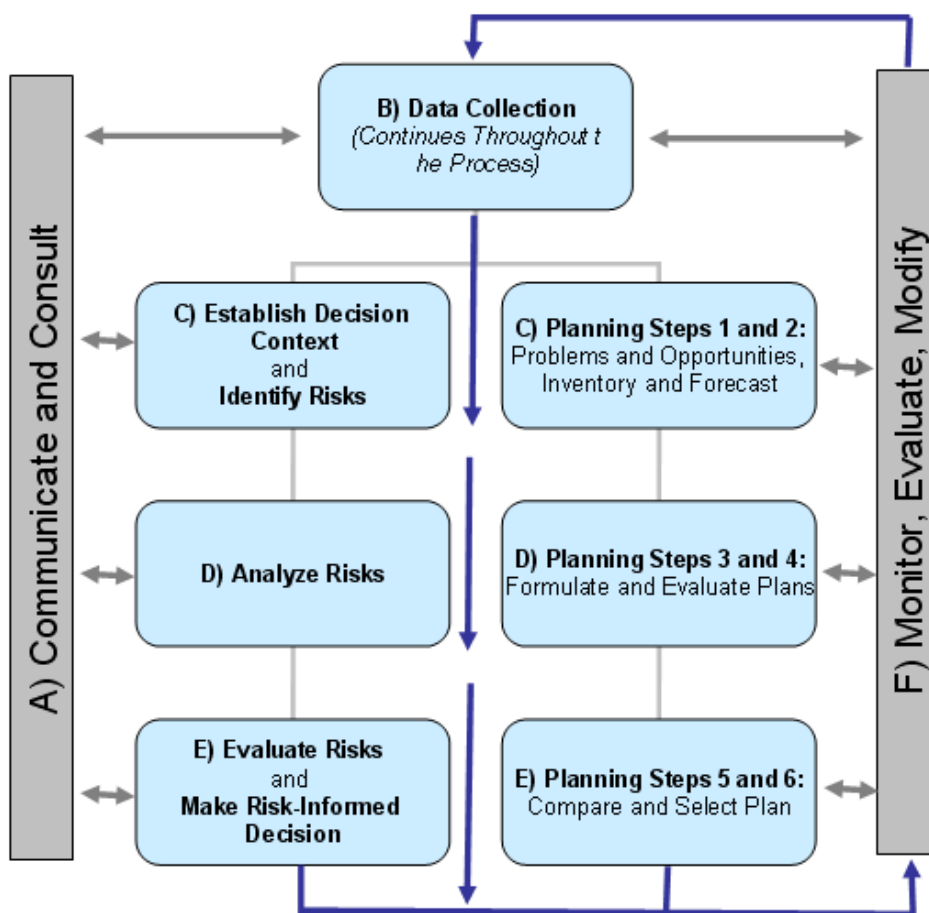 B) Data Collection
(Continues Throughout t
he Process)
A) Communicate and Consult
F) Monitor, Evaluate, Modify
C) Establish Decision
Context
and
Identify Risks
C) Planning Steps 1 and 2:
Problems and Opportunities,
Inventory and Forecast
D) Analyze Risks
D) Planning Steps 3 and 4:
Formulate and Evaluate Plans
E) Evaluate Risks
and
Make Risk-Informed
Decision
E) Planning Steps 5 and 6:
Compare and Select Plan